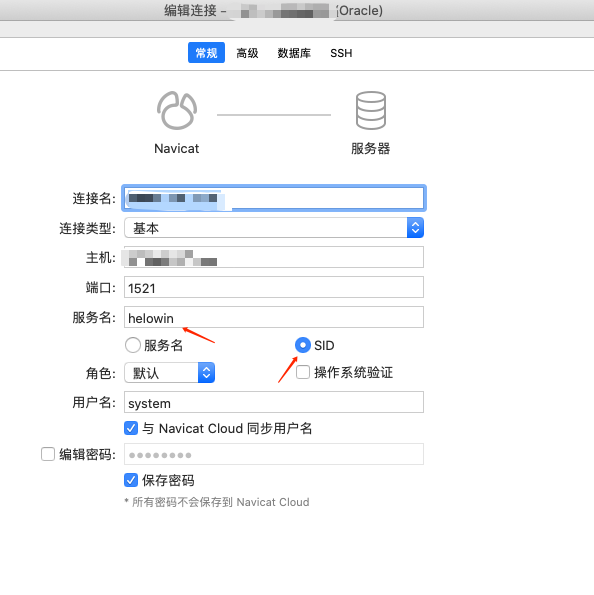 编辑连接 – (Oracle)
常规 高级 数据库 SSH
Navicat 服务器
连接名:
连接类型: 基本
主机:
端口: 1521
服务名: helowin
服务名 SID
角色: 默认 操作系统验证
用户名: system
与 Navicat Cloud 同步用户名
编辑密码: ●●●●●●●●
保存密码
* 所有密码不会保存到 Navicat Cloud